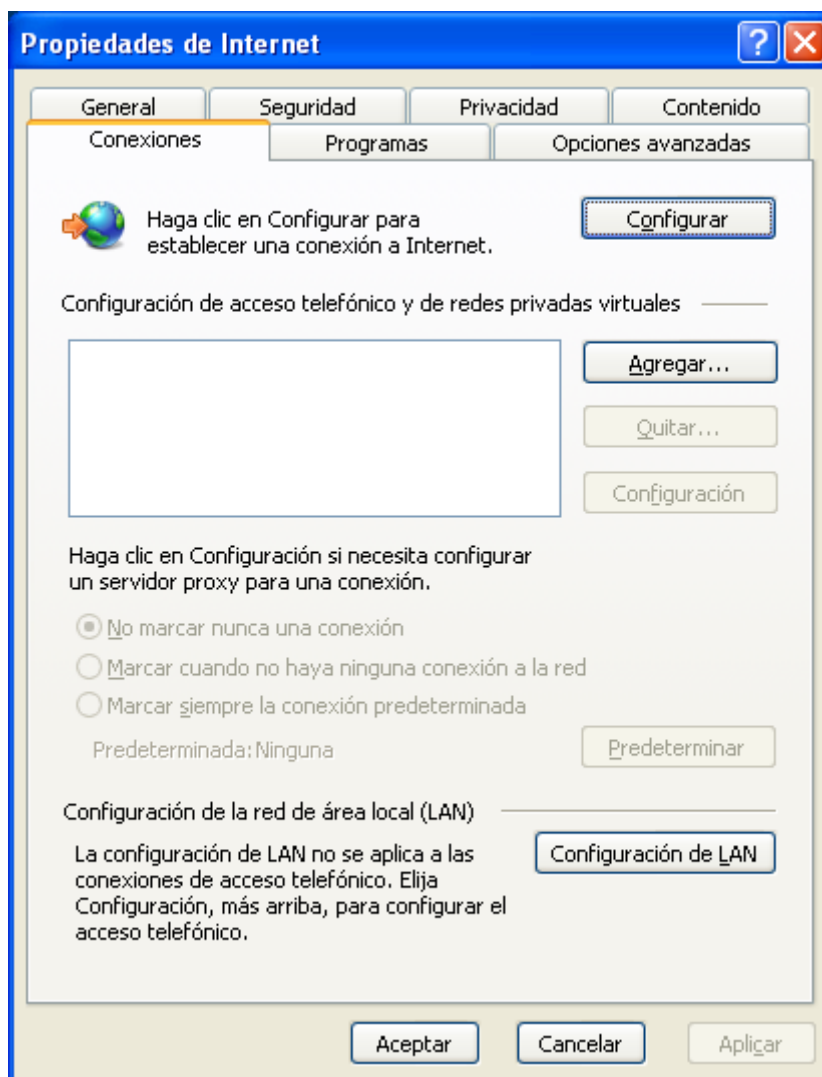 Propiedades de Internet
General Seguridad Privacidad Contenido
Conexiones Programas Opciones avanzadas
Haga clic en Configurar para
establecer una conexión a Internet.
Configurar
Configuración de acceso telefónico y de redes privadas virtuales
Agregar...
Quitar...
Configuración
Haga clic en Configuración si necesita configurar
un servidor proxy para una conexión.
No marcar nunca una conexión
Marcar cuando no haya ninguna conexión a la red
Marcar siempre la conexión predeterminada
Predeterminada: Ninguna
Predeterminar
Configuración de la red de área local (LAN)
La configuración de LAN no se aplica a las
conexiones de acceso telefónico. Elija
Configuración, más arriba, para configurar el
acceso telefónico.
Configuración de LAN
Aceptar Cancelar Aplicar